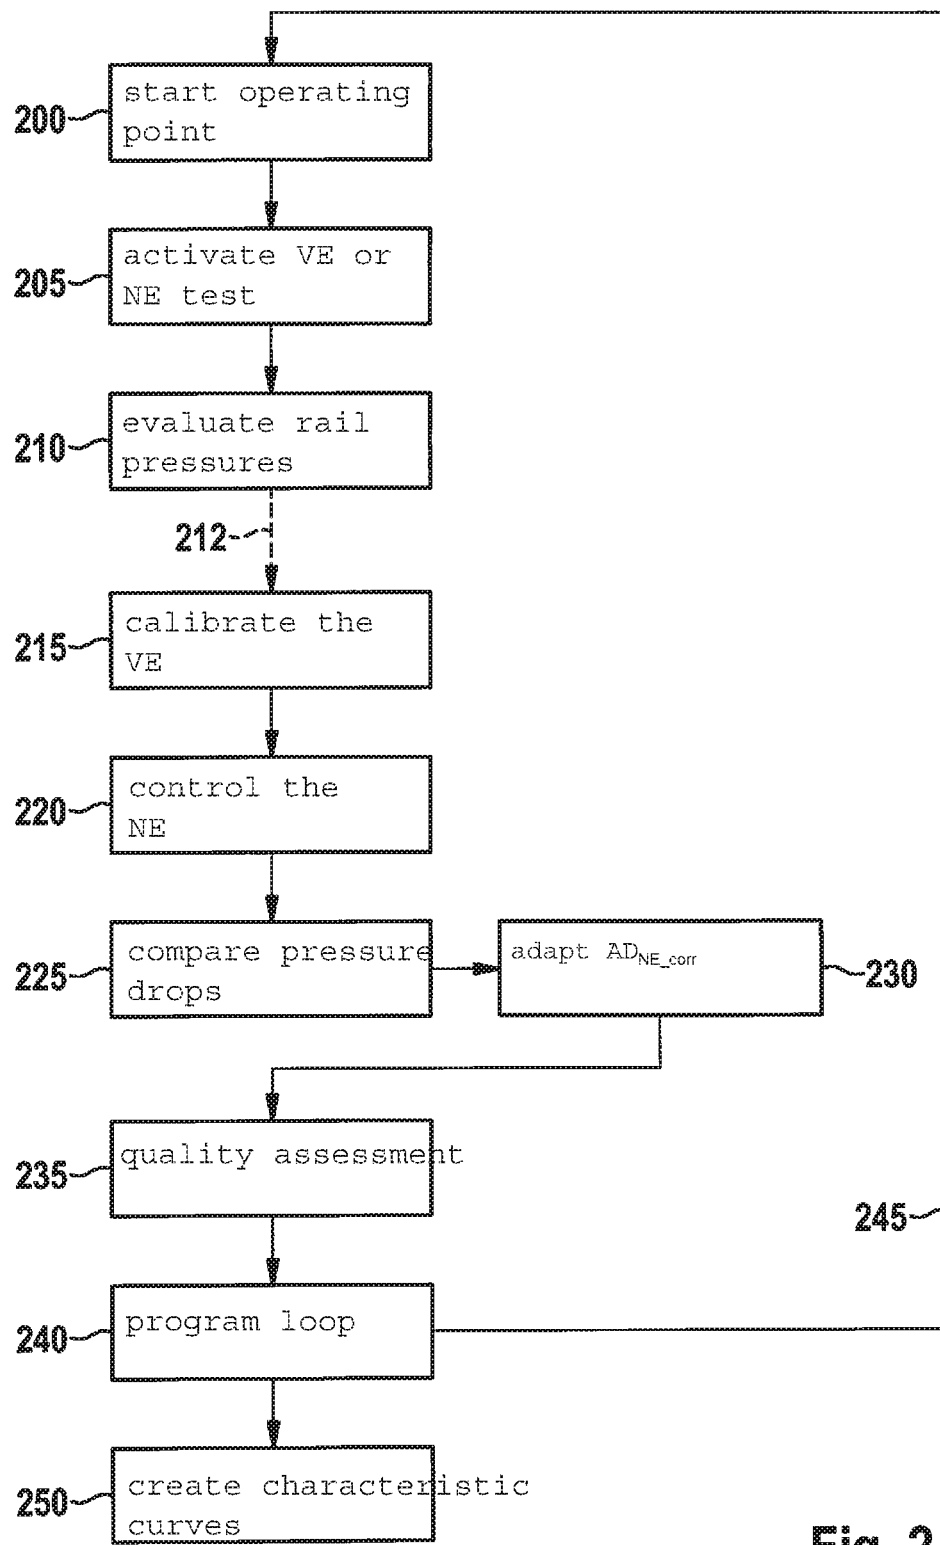 start operating
200
point
activate VE or
205
NE test
evaluate rail
210
pressures
212
calibrate the
215
VE
control the
220
NE
compare pressure
225
drops
adapt AD_NE_corr
230
quality assessment
235
245
program loop
240
create characteristic
250
curves
Fig. 2